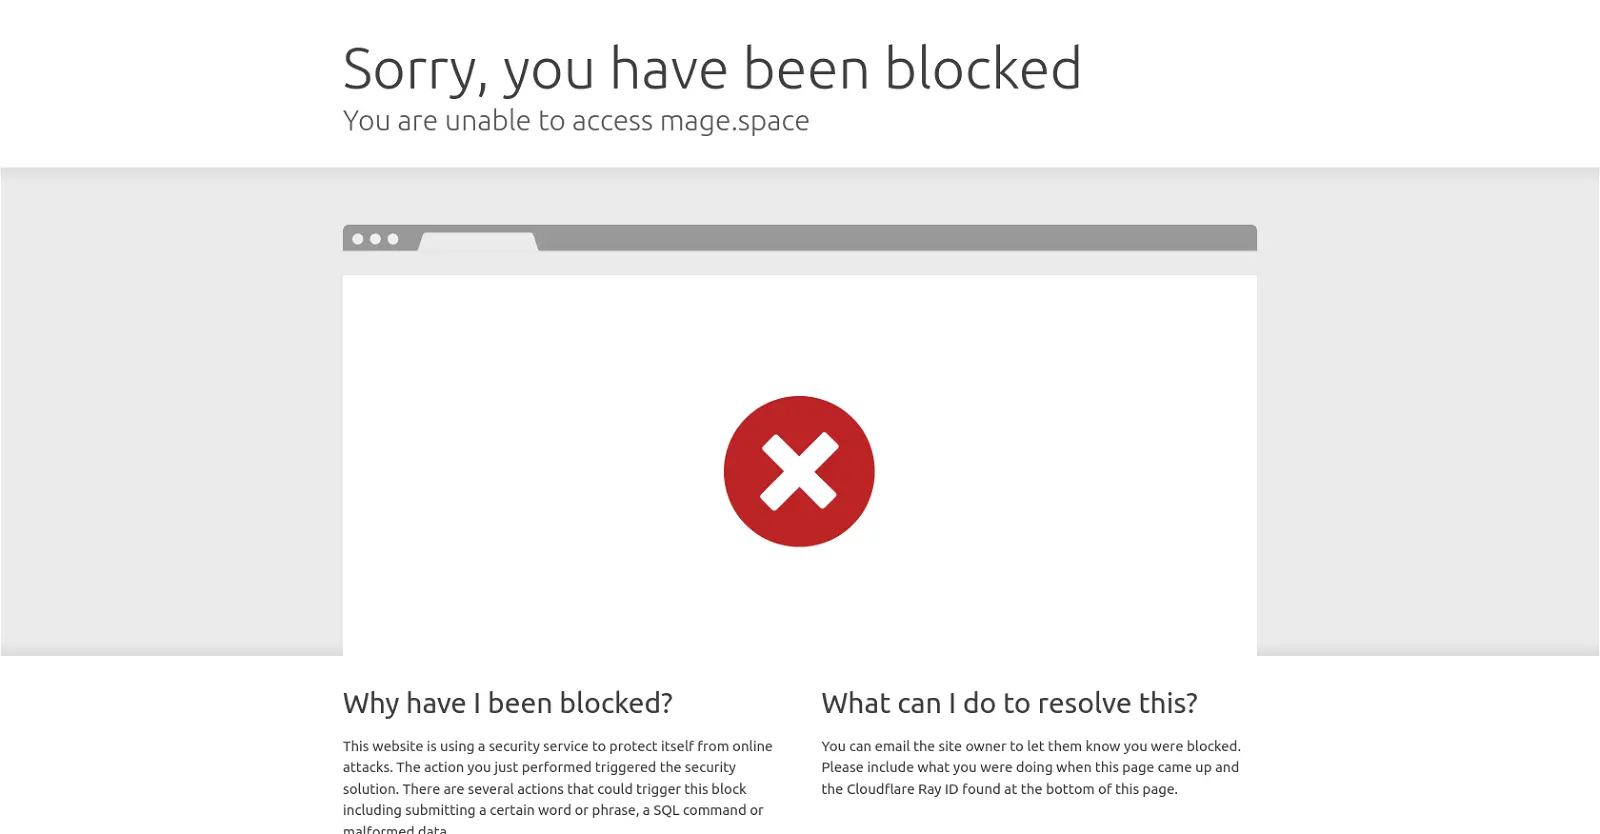 Sorry, you have been blocked
You are unable to access mage.space
Why have I been blocked?
This website is using a security service to protect itself from online
attacks. The action you just performed triggered the security
solution. There are several actions that could trigger this block
including submitting a certain word or phrase, a SQL command or
malformed data
What can I do to resolve this?
You can email the site owner to let them know you were blocked.
Please include what you were doing when this page came up and
the Cloudflare Ray ID found at the bottom of this page.